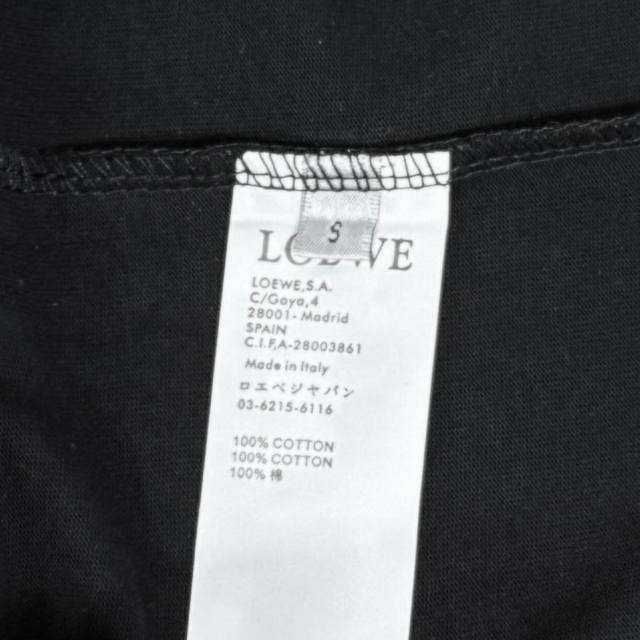 S
LOEWE
LOEWE,S.A.
C/Goya,4
28001- Madrid
SPAIN
C.I.F.A-28003861
Made in Italy
ロエベジャパン
03-6215-6116
100% COTTON
100% COTTON
100% 棉